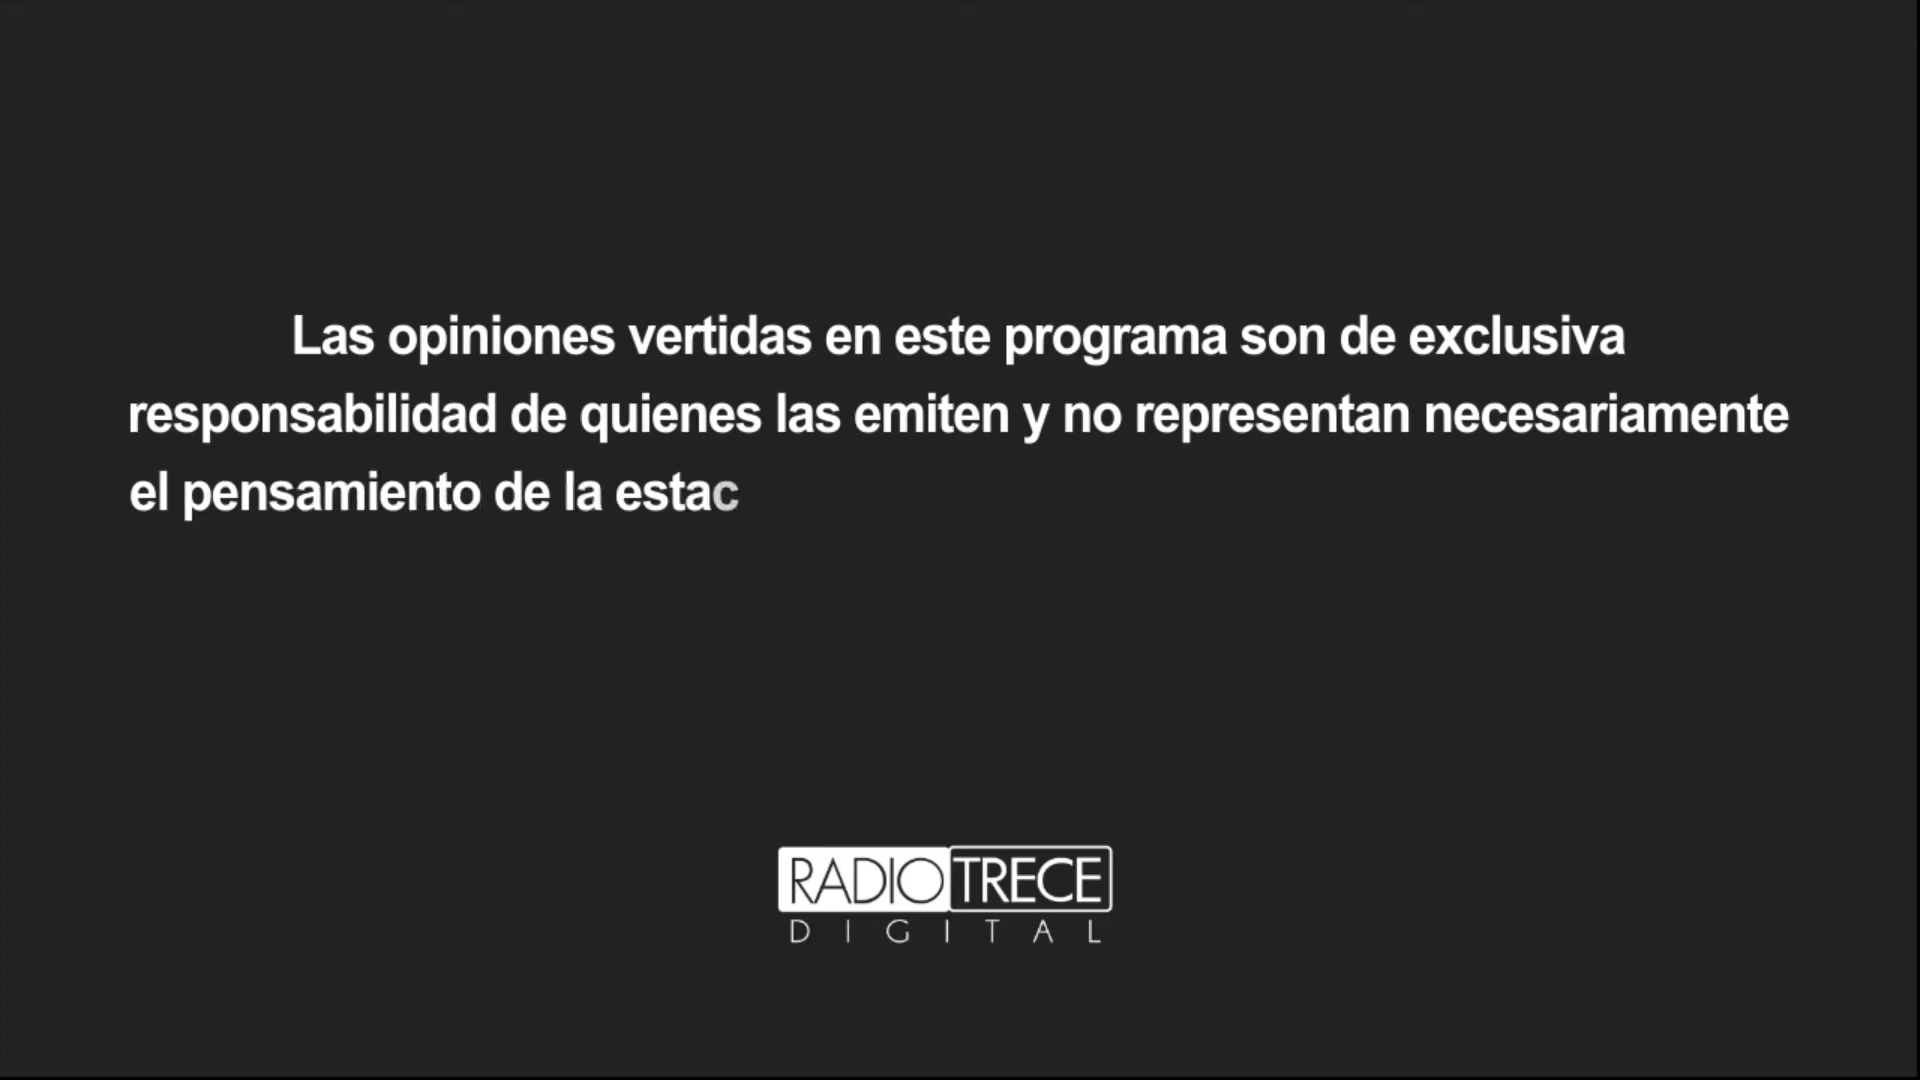 Las opiniones vertidas en este programa son de exclusiva
responsabilidad de quienes las emiten y no representan necesariamente
el pensamiento de la estac
RADIO TRECE
DIGITAL